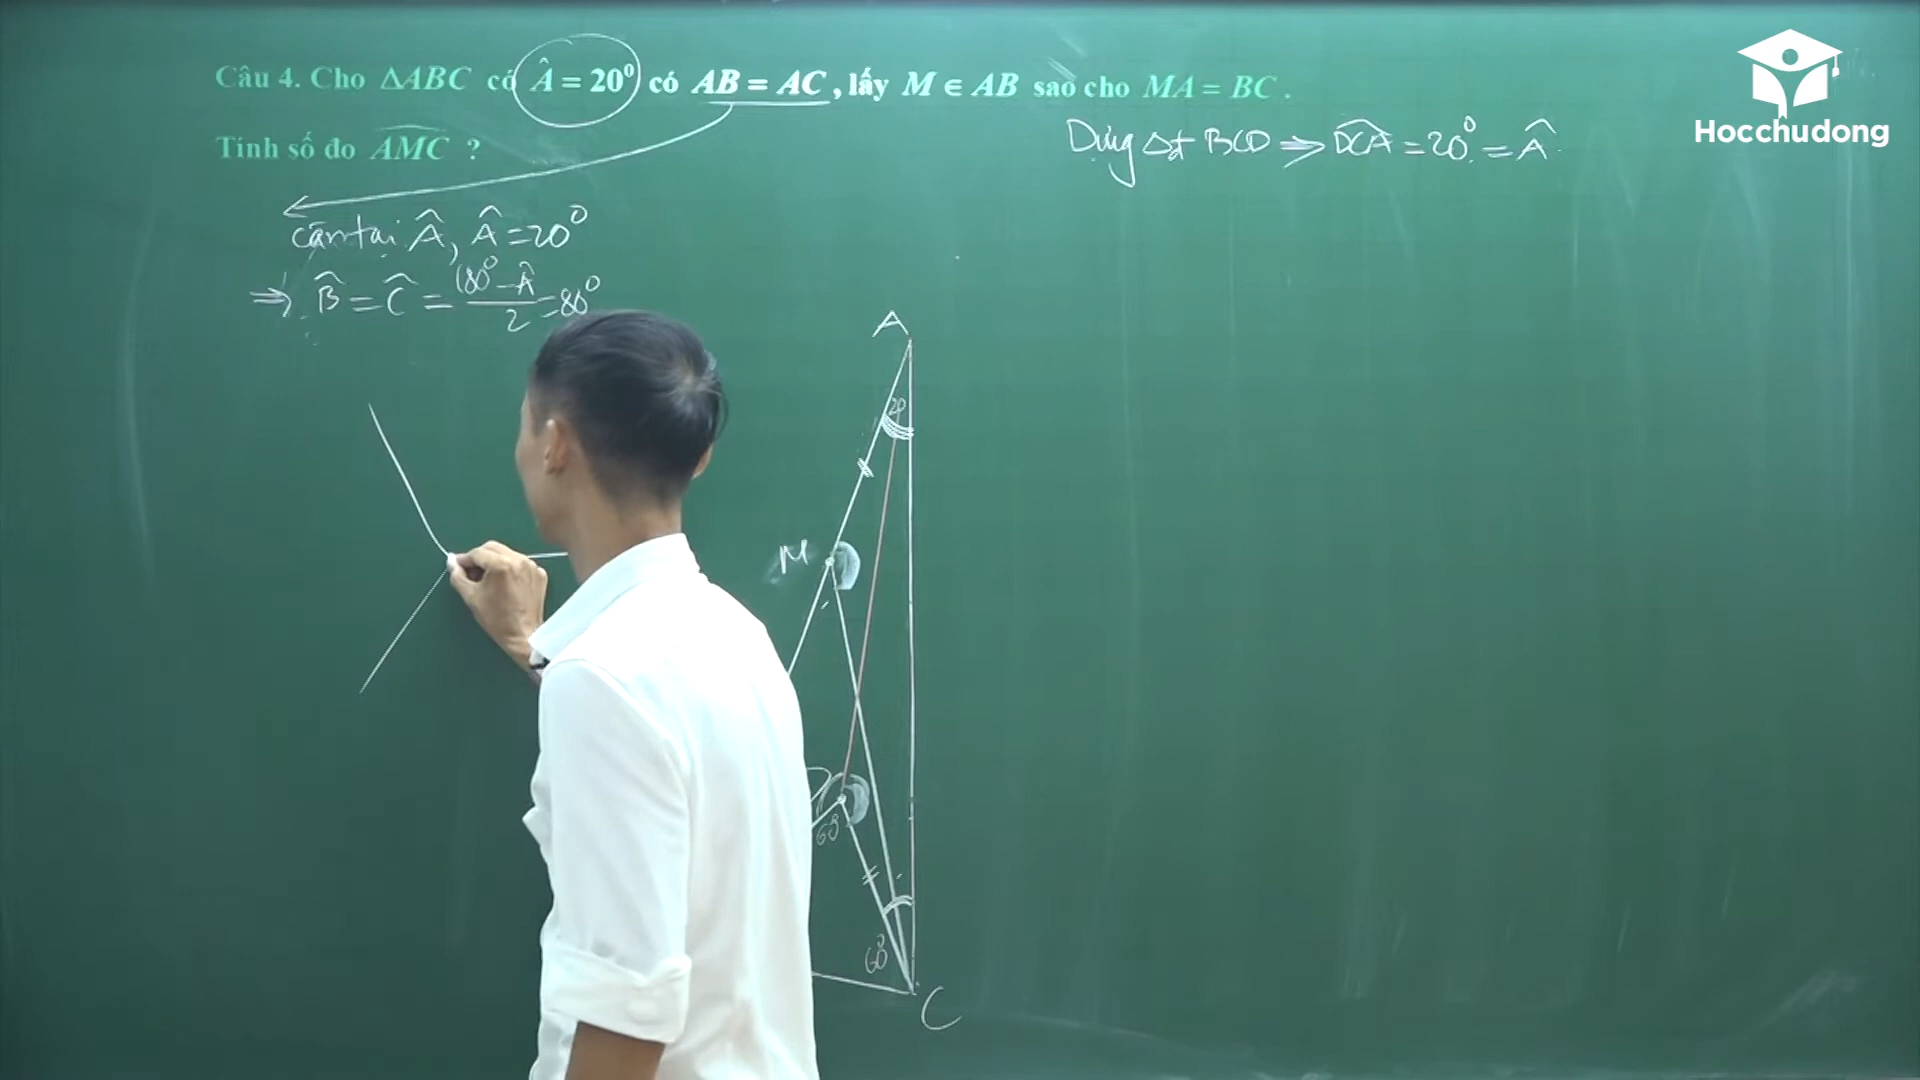 Câu 4. Cho ΔABC có Â = 20⁰ có AB = AC, lấy M ∈ AB sao cho MA = BC.
Tính số đo AMC ?
Hocchudong
Dựng Δđ BCD ⇒ DCA = 20⁰ = Â.
cân tại Â, Â = 20⁰
⇒ B̂ = Ĉ = (180⁰ - Â)/2 = 80⁰
A
20
M
D
60
60⁰
C